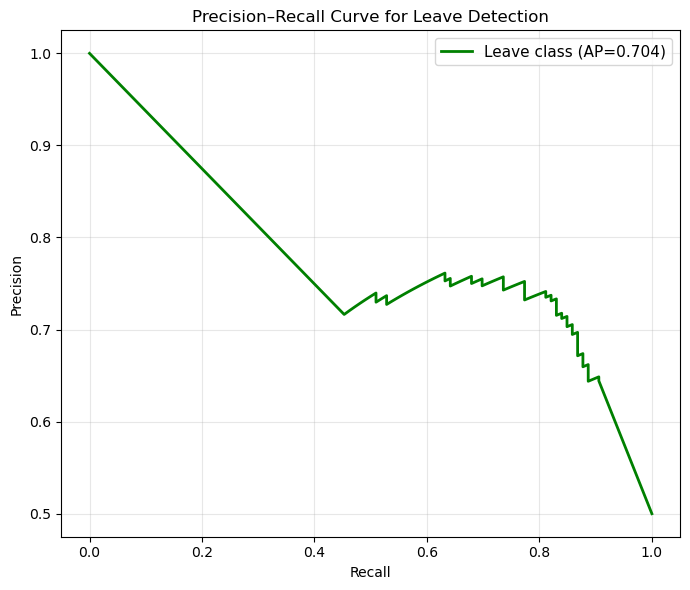 Precision–Recall Curve for Leave Detection
Leave class (AP=0.704)
1.0
0.9
0.8
0.7
0.6
0.5
Precision
0.0 0.2 0.4 0.6 0.8 1.0
Recall